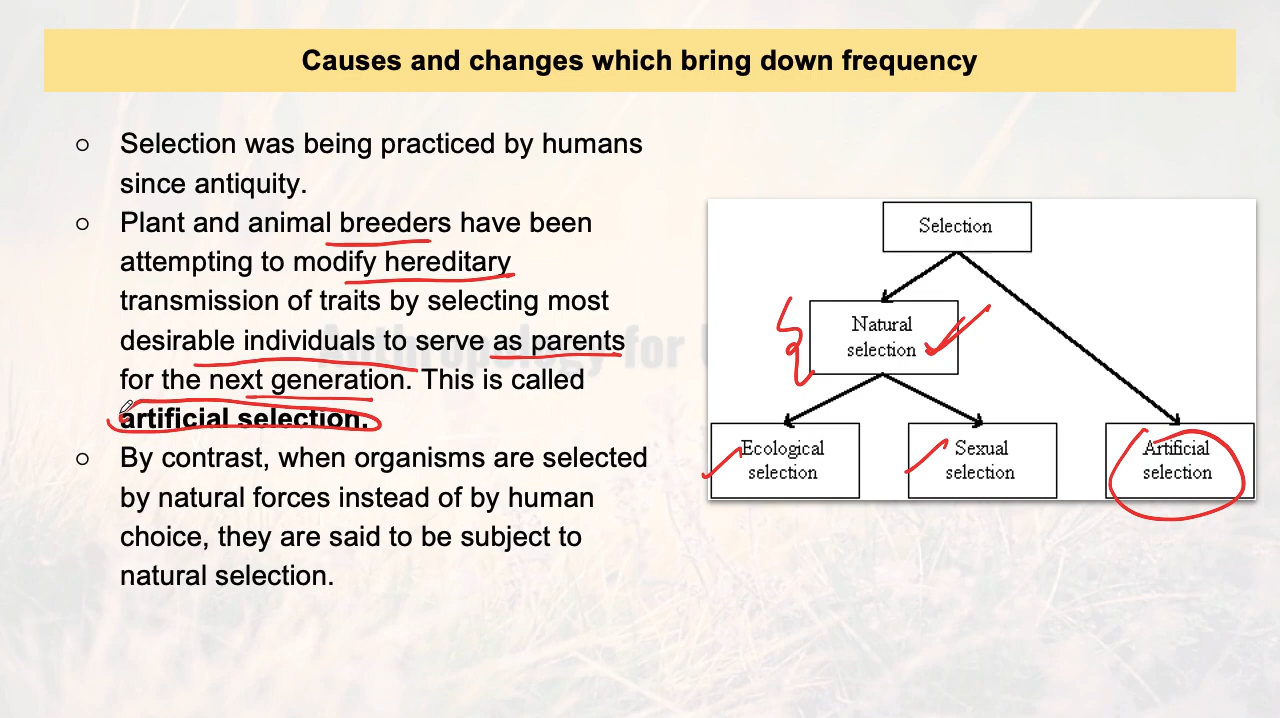 Causes and changes which bring down frequency
Selection was being practiced by humans
since antiquity.
Plant and animal breeders have been
attempting to modify hereditary
transmission of traits by selecting most
desirable individuals to serve as parents
for the next generation. This is called
artificial selection.
By contrast, when organisms are selected
by natural forces instead of by human
choice, they are said to be subject to
natural selection.
Selection
Natural
selection
Ecological
selection
Sexual
selection
Artificial
selection
Anthropology for